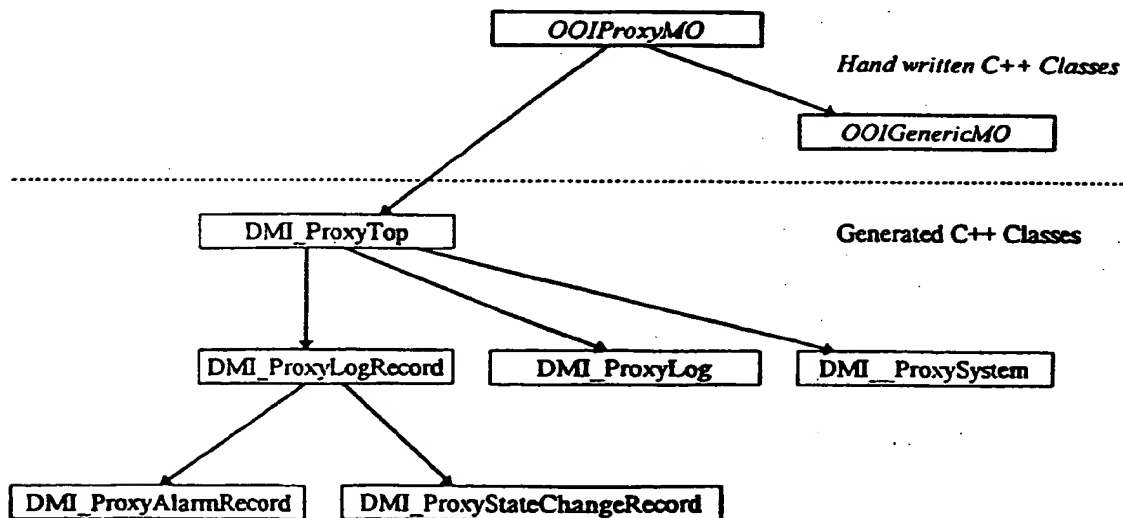 OOIProxyMO
Hand written C++ Classes
OOIGenericMO
DMI_ProxyTop
Generated C++ Classes
DMI_ProxyLogRecord
DMI_ProxyLog
DMI__ProxySystem
DMI_ProxyAlarmRecord
DMI_ProxyStateChangeRecord